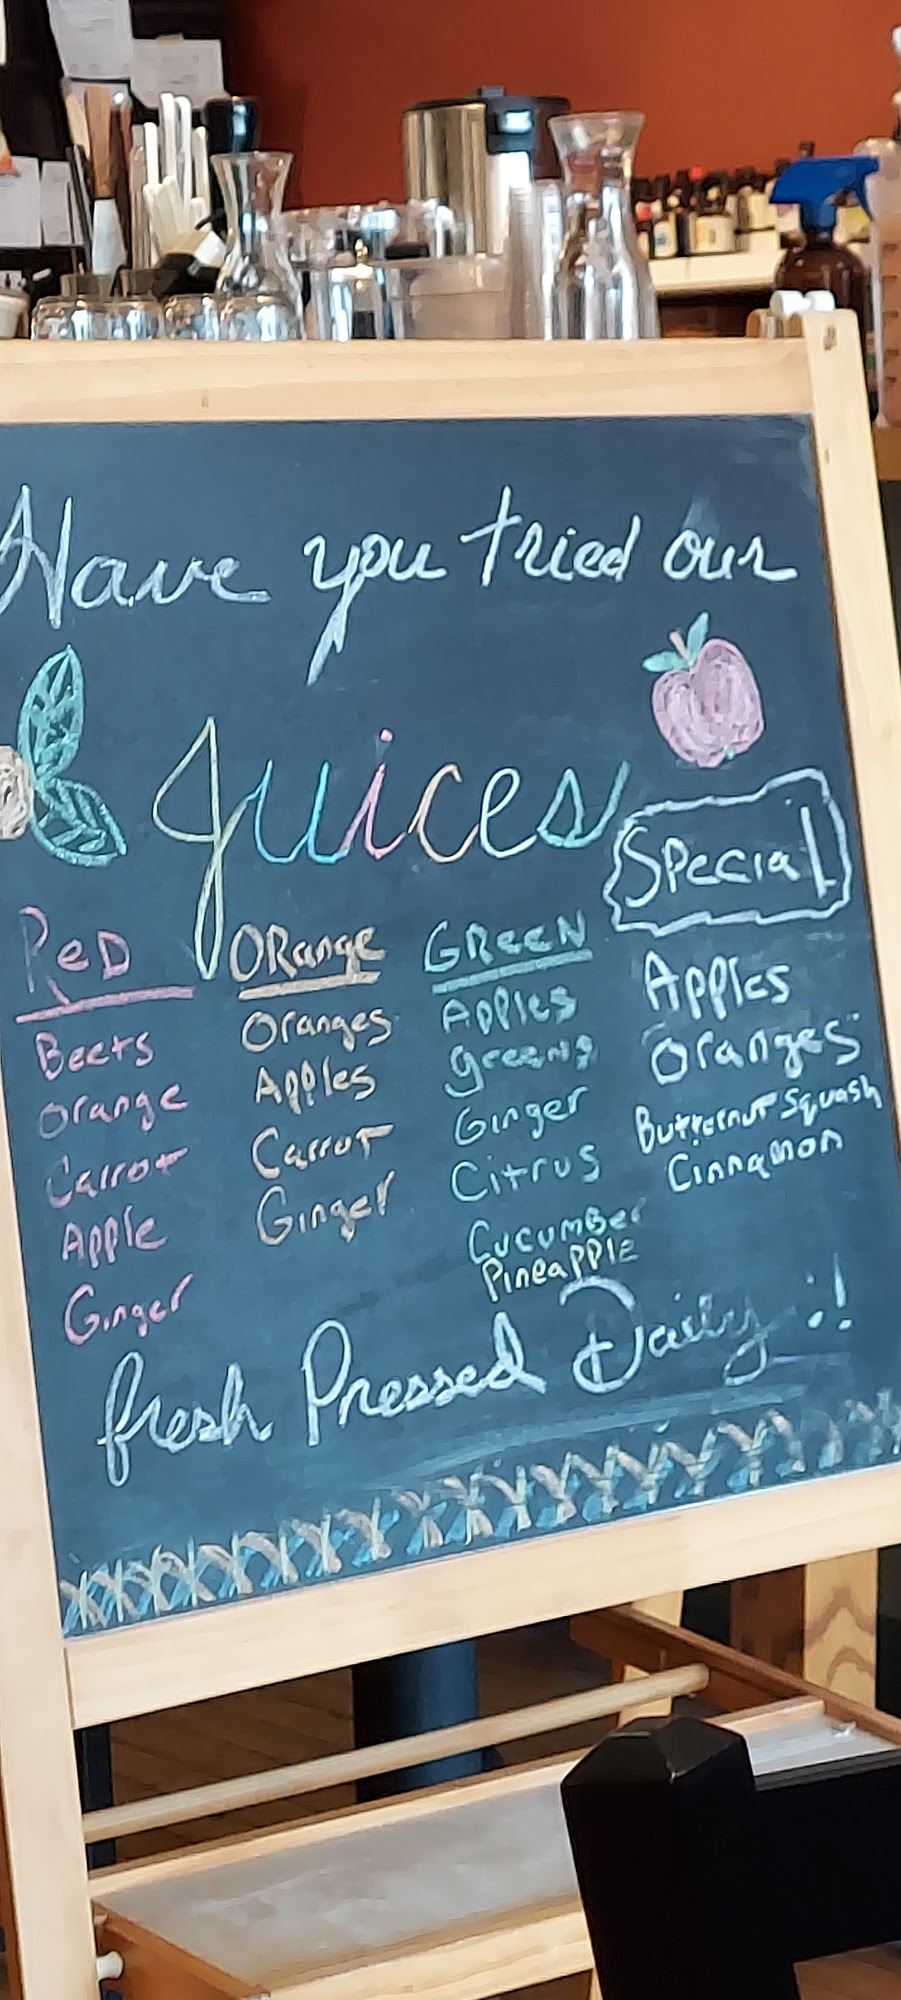 Have you tried our
Juices
Special
Red
Beets
Orange
Carrot
Apple
Ginger
ORange
Oranges
Apples
Carrot
Ginger
GReeN
Apples
greens
Ginger
Citrus
Cucumber
Pineapple
Apples
Oranges
Butternut Squash
Cinnamon
fresh Pressed Daily !!